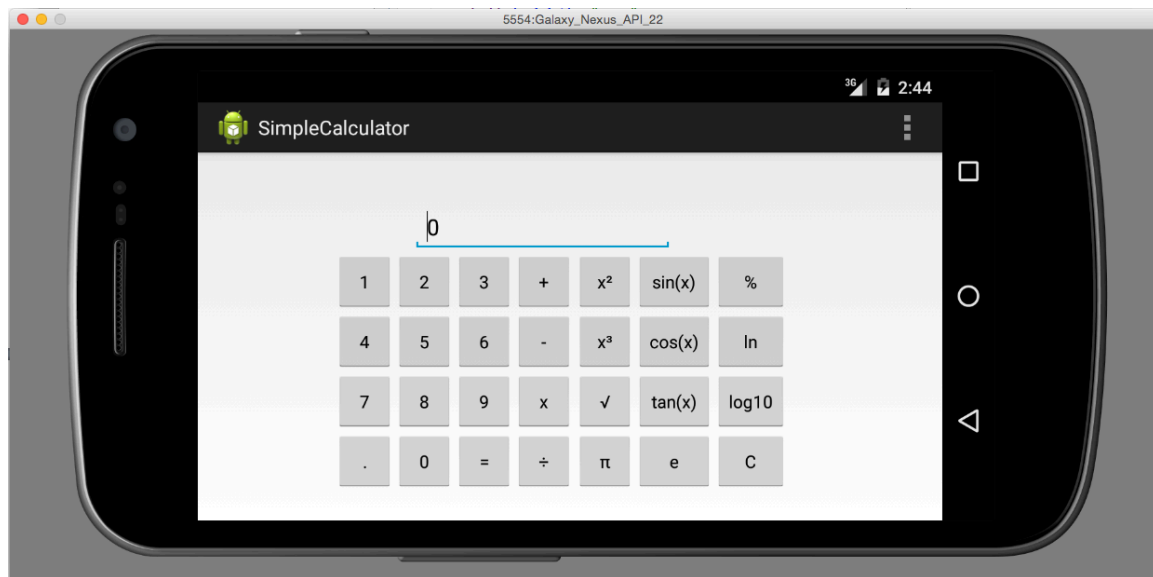 5554:Galaxy_Nexus_API_22
3G 2:44
SimpleCalculator
0
1 2 3 + x² sin(x) %
4 5 6 - x³ cos(x) ln
7 8 9 x √ tan(x) log10
. 0 = ÷ π e C